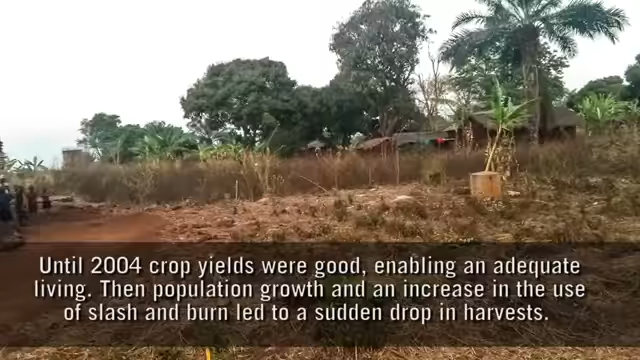 Until 2004 crop yields were good, enabling an adequate
living. Then population growth and an increase in the use
of slash and burn led to a sudden drop in harvests.